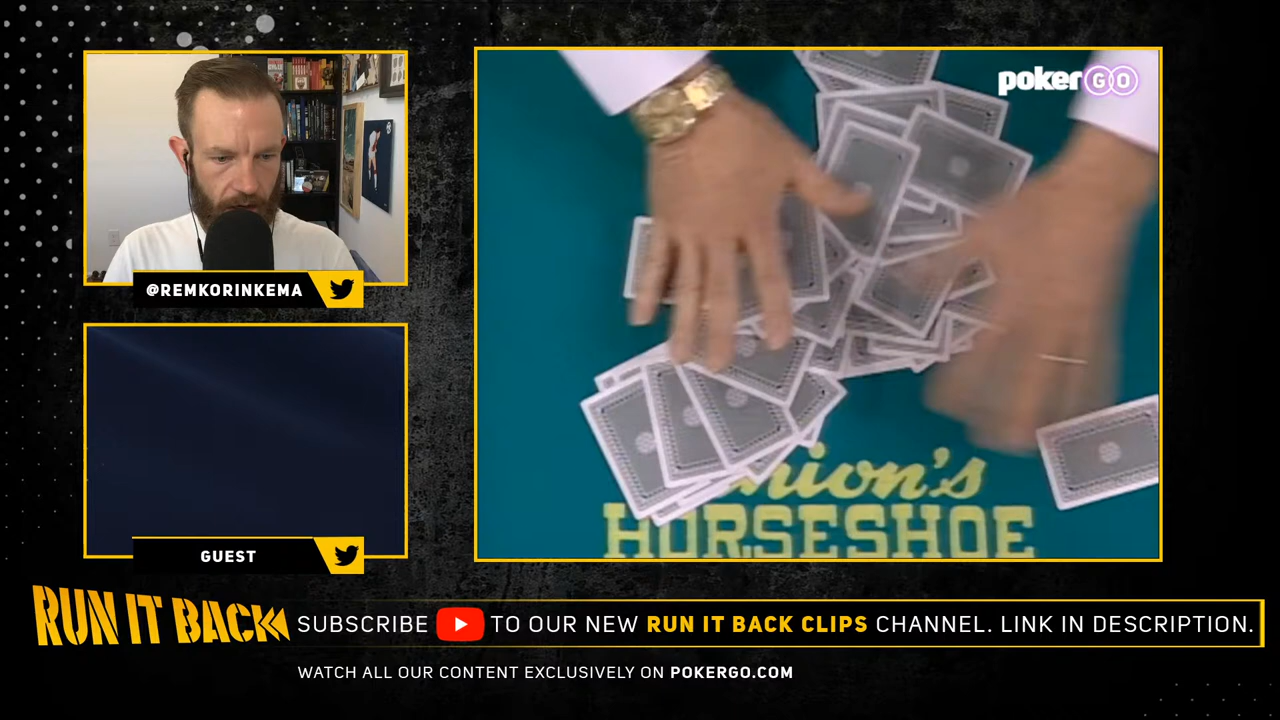 pokerGO
@REMKORINKEMA
nion's
HORSESHOE
GUEST
RUN IT BACK
SUBSCRIBE TO OUR NEW RUN IT BACK CLIPS CHANNEL. LINK IN DESCRIPTION.
WATCH ALL OUR CONTENT EXCLUSIVELY ON POKERGO.COM